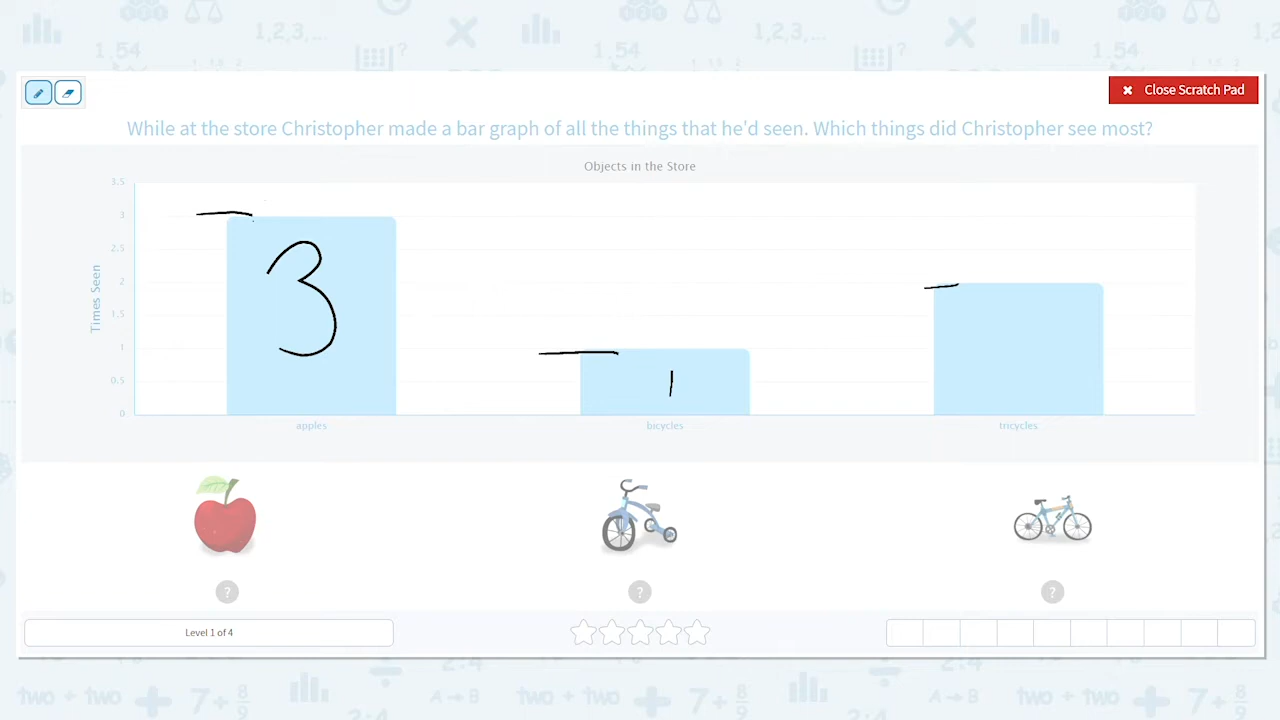 Close Scratch Pad
While at the store Christopher made a bar graph of all the things that he'd seen. Which things did Christopher see most?
Objects in the Store
Times Seen
3.5
3
2.5
2
1.5
1
0.5
0
3
1
apples bicycles tricycles
? ? ?
Level 1 of 4